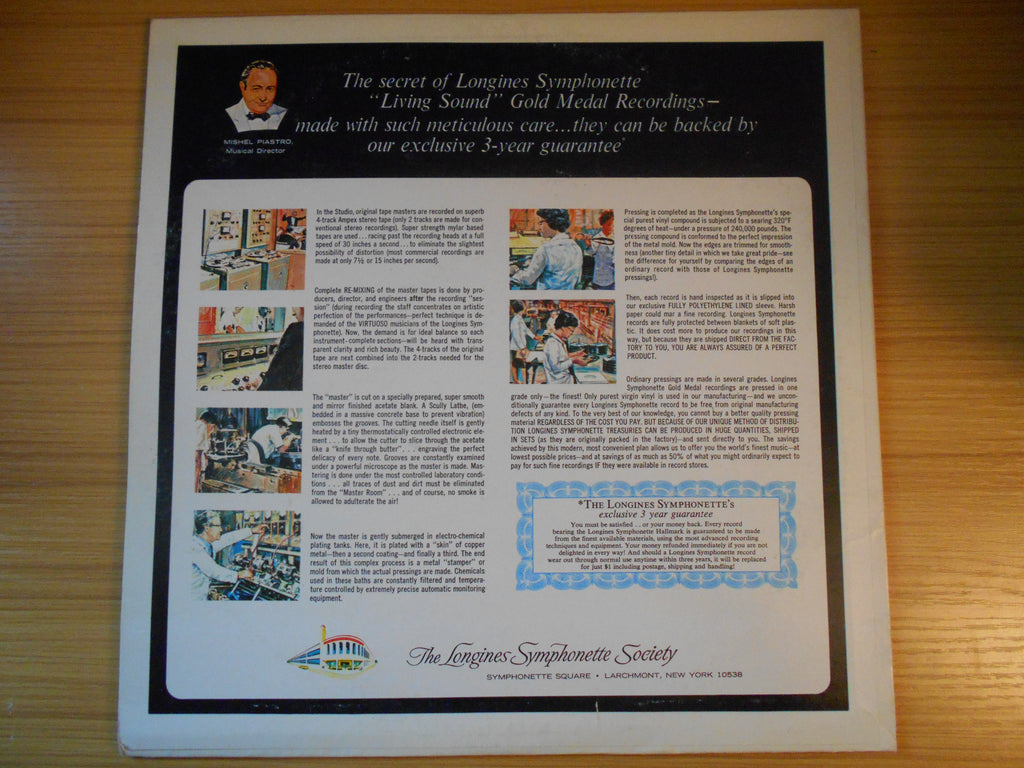 The secret of Longines Symphonette
"Living Sound" Gold Medal Recordings—
made with such meticulous care...they can be backed by
our exclusive 3-year guarantee*
MISHEL PIASTRO,
Musical Director
In the Studio, original tape masters are recorded on superb
4-track Ampex stereo tape (only 2 tracks are made for con-
ventional stereo recordings). Super strength mylar based
tapes are used . . . racing past the recording heads at a full
speed of 30 inches a second . . . to eliminate the slightest
possibility of distortion (most commercial recordings are
made at only 7½ or 15 inches per second).
Complete RE-MIXING of the master tapes is done by pro-
ducers, director, and engineers after the recording "ses-
sion" (during recording the staff concentrates on artistic
perfection of the performances—perfect technique is de-
manded of the VIRTUOSO musicians of the Longines Sym-
phonette). Now, the demand is for ideal balance so each
instrument-complete sections—will be heard with trans-
parent clarity and rich beauty. The 4-tracks of the original
tape are next combined into the 2-tracks needed for the
stereo master disc.
The "master" is cut on a specially prepared, super smooth
and mirror finished acetate blank. A Scully Lathe, (em-
bedded in a massive concrete base to prevent vibration)
embosses the grooves. The cutting needle itself is gently
heated by a tiny thermostatically controlled electronic ele-
ment . . . to allow the cutter to slice through the acetate
like a "knife through butter" . . . engraving the perfect
delicacy of every note. Grooves are constantly examined
under a powerful microscope as the master is made. Mas-
tering is done under the most controlled laboratory condi-
tions . . . all traces of dust and dirt must be eliminated
from the "Master Room" . . . and of course, no smoke is
allowed to adulterate the air!
Now the master is gently submerged in electro-chemical
plating tanks. Here, it is plated with a "skin" of copper
metal—then a second coating—and finally a third. The end
result of this complex process is a metal "stamper" or
mold from which the actual pressings are made. Chemicals
used in these baths are constantly filtered and tempera-
ture controlled by extremely precise automatic monitoring
equipment.
Pressing is completed as the Longines Symphonette's spe-
cial purest vinyl compound is subjected to a searing 320°F
degrees of heat—under a pressure of 240,000 pounds. The
pressing compound is conformed to the perfect impression
of the metal mold. Now the edges are trimmed for smooth-
ness (another tiny detail in which we take great pride—see
the difference for yourself by comparing the edges of an
ordinary record with those of Longines Symphonette
pressings!).
Then, each record is hand inspected as it is slipped into
our exclusive FULLY POLYETHYLENE LINED sleeve. Harsh
paper could mar a fine recording. Longines Symphonette
records are fully protected between blankets of soft plas-
tic. It does cost more to produce our recordings in this
way, but because they are shipped DIRECT FROM THE FAC-
TORY TO YOU, YOU ARE ALWAYS ASSURED OF A PERFECT
PRODUCT.
Ordinary pressings are made in several grades. Longines
Symphonette Gold Medal recordings are pressed in one
grade only—the finest! Only purest virgin vinyl is used in our manufacturing—and we uncon-
ditionally guarantee every Longines Symphonette record to be free from original manufacturing
defects of any kind. To the very best of our knowledge, you cannot buy a better quality pressing
material REGARDLESS OF THE COST YOU PAY. BUT BECAUSE OF OUR UNIQUE METHOD OF DISTRIBU-
TION LONGINES SYMPHONETTE TREASURIES CAN BE PRODUCED IN HUGE QUANTITIES, SHIPPED
IN SETS (as they are originally packed in the factory)—and sent directly to you. The savings
achieved by this modern, most convenient plan allows us to offer you the world's finest music—at
lowest possible prices—and at savings of as much as 50% of what you might ordinarily expect to
pay for such fine recordings IF they were available in record stores.
*THE LONGINES SYMPHONETTE'S
exclusive 3 year guarantee
You must be satisfied . . . or your money back. Every record
bearing the Longines Symphonette Hallmark is guaranteed to be made
from the finest available materials, using the most advanced recording
techniques and equipment. Your money refunded immediately if you are not
delighted in every way! And should a Longines Symphonette record
wear out through normal use anytime within three years, it will be replaced
for just $1 including postage, shipping and handling!
The Longines Symphonette Society
SYMPHONETTE SQUARE • LARCHMONT, NEW YORK 10538